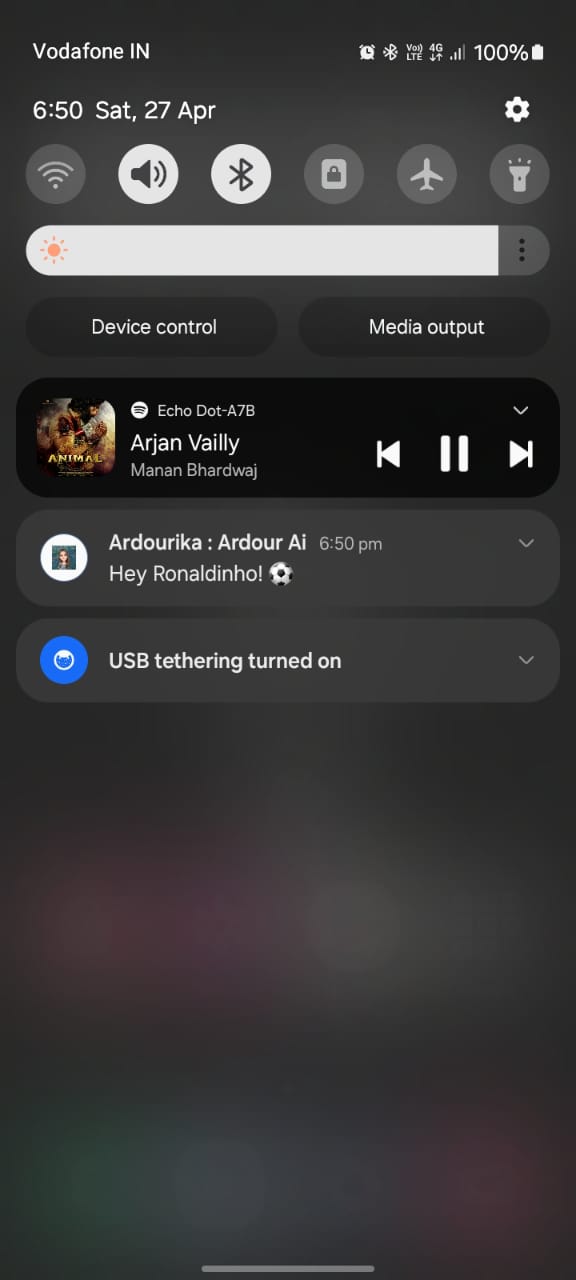 Vodafone IN
Vo) LTE 4G 100%
6:50 Sat, 27 Apr
Device control
Media output
Echo Dot-A7B
Arjan Vailly
Manan Bhardwaj
ANIMAL
Ardourika : Ardour Ai 6:50 pm
Hey Ronaldinho! ⚽
USB tethering turned on